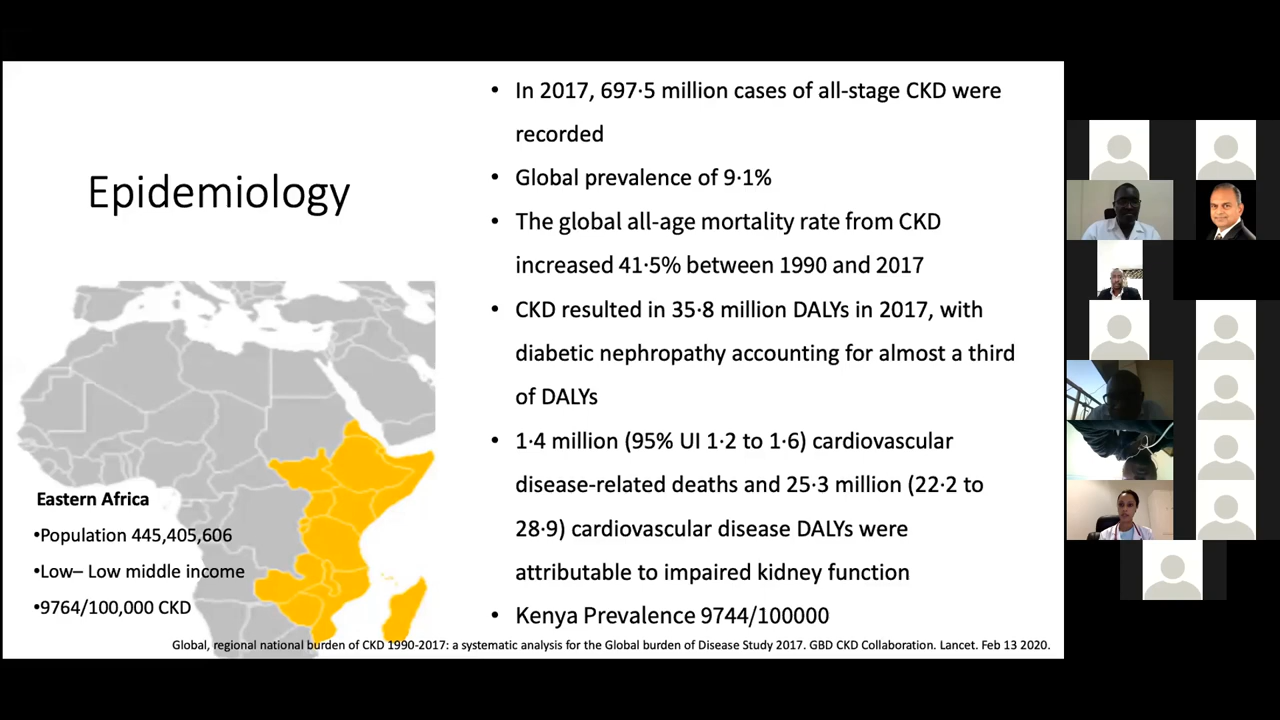 Epidemiology
Eastern Africa
•Population 445,405,606
•Low– Low middle income
•9764/100,000 CKD
• In 2017, 697·5 million cases of all-stage CKD were
recorded
• Global prevalence of 9·1%
• The global all-age mortality rate from CKD
increased 41·5% between 1990 and 2017
• CKD resulted in 35·8 million DALYs in 2017, with
diabetic nephropathy accounting for almost a third
of DALYs
• 1·4 million (95% UI 1·2 to 1·6) cardiovascular
disease-related deaths and 25·3 million (22·2 to
28·9) cardiovascular disease DALYs were
attributable to impaired kidney function
• Kenya Prevalence 9744/100000
Global, regional national burden of CKD 1990-2017: a systematic analysis for the Global burden of Disease Study 2017. GBD CKD Collaboration. Lancet. Feb 13 2020.